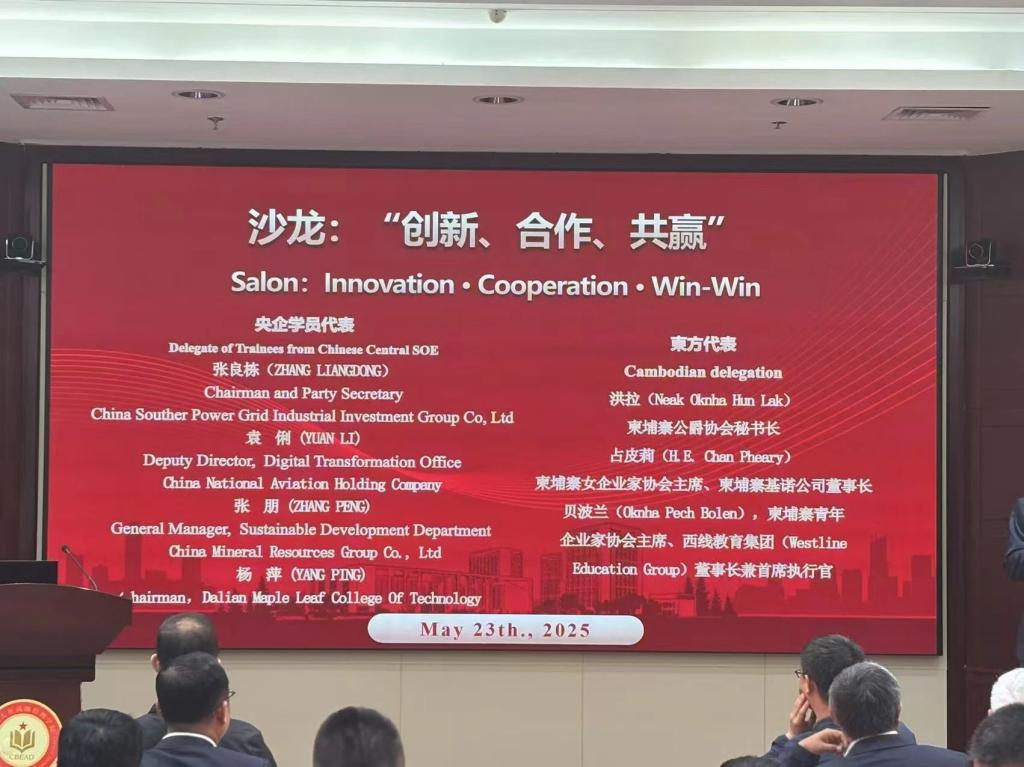 沙龙：“创新、合作、共赢”
Salon: Innovation • Cooperation • Win-Win
央企学员代表
Delegate of Trainees from Chinese Central SOE
张良栋（ZHANG LIANGDONG）
Chairman and Party Secretary
China Souther Power Grid Industrial Investment Group Co, Ltd
袁 俐 (YUAN LI)
Deputy Director, Digital Transformation Office
China National Aviation Holding Company
张 朋 (ZHANG PENG)
General Manager, Sustainable Development Department
China Mineral Resources Group Co., Ltd
杨 萍 (YANG PING)
hairman, Dalian Maple Leaf College Of Technology
柬方代表
Cambodian delegation
洪拉（Neak Oknha Hun Lak）
柬埔寨公爵协会秘书长
占皮莉（H.E. Chan Pheary）
柬埔寨女企业家协会主席、柬埔寨基诺公司董事长
贝波兰（Oknha Pech Bolen），柬埔寨青年
企业家协会主席、西线教育集团（Westline
Education Group）董事长兼首席执行官
May 23th., 2025
CBEAD